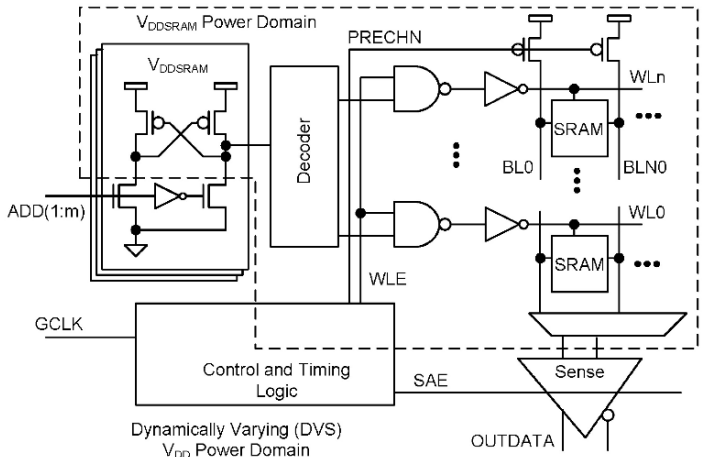 VDDSRAM Power Domain
PRECHN
VDDSRAM
WLn
SRAM
Decoder
BL0
BLN0
ADD(1:m)
WL0
SRAM
WLE
GCLK
Control and Timing
Logic
Sense
SAE
Dynamically Varying (DVS)
VDD Power Domain
OUTDATA